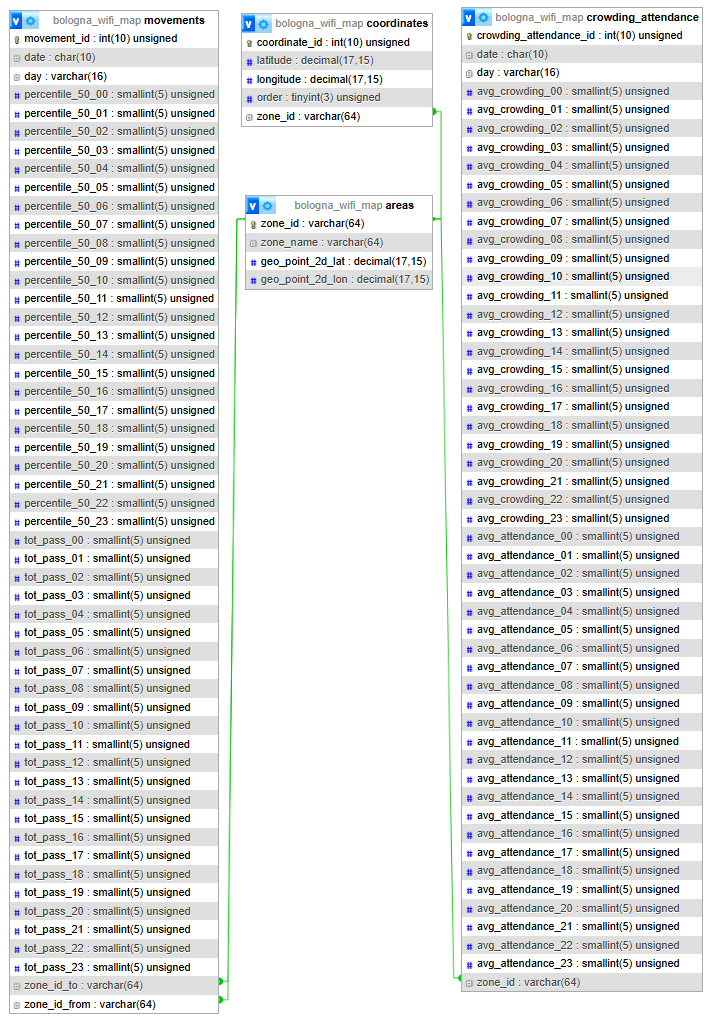 bologna_wifi_map movements
movement_id : int(10) unsigned
date : char(10)
day : varchar(16)
percentile_50_00 : smallint(5) unsigned
percentile_50_01 : smallint(5) unsigned
percentile_50_02 : smallint(5) unsigned
percentile_50_03 : smallint(5) unsigned
percentile_50_04 : smallint(5) unsigned
percentile_50_05 : smallint(5) unsigned
percentile_50_06 : smallint(5) unsigned
percentile_50_07 : smallint(5) unsigned
percentile_50_08 : smallint(5) unsigned
percentile_50_09 : smallint(5) unsigned
percentile_50_10 : smallint(5) unsigned
percentile_50_11 : smallint(5) unsigned
percentile_50_12 : smallint(5) unsigned
percentile_50_13 : smallint(5) unsigned
percentile_50_14 : smallint(5) unsigned
percentile_50_15 : smallint(5) unsigned
percentile_50_16 : smallint(5) unsigned
percentile_50_17 : smallint(5) unsigned
percentile_50_18 : smallint(5) unsigned
percentile_50_19 : smallint(5) unsigned
percentile_50_20 : smallint(5) unsigned
percentile_50_21 : smallint(5) unsigned
percentile_50_22 : smallint(5) unsigned
percentile_50_23 : smallint(5) unsigned
tot_pass_00 : smallint(5) unsigned
tot_pass_01 : smallint(5) unsigned
tot_pass_02 : smallint(5) unsigned
tot_pass_03 : smallint(5) unsigned
tot_pass_04 : smallint(5) unsigned
tot_pass_05 : smallint(5) unsigned
tot_pass_06 : smallint(5) unsigned
tot_pass_07 : smallint(5) unsigned
tot_pass_08 : smallint(5) unsigned
tot_pass_09 : smallint(5) unsigned
tot_pass_10 : smallint(5) unsigned
tot_pass_11 : smallint(5) unsigned
tot_pass_12 : smallint(5) unsigned
tot_pass_13 : smallint(5) unsigned
tot_pass_14 : smallint(5) unsigned
tot_pass_15 : smallint(5) unsigned
tot_pass_16 : smallint(5) unsigned
tot_pass_17 : smallint(5) unsigned
tot_pass_18 : smallint(5) unsigned
tot_pass_19 : smallint(5) unsigned
tot_pass_20 : smallint(5) unsigned
tot_pass_21 : smallint(5) unsigned
tot_pass_22 : smallint(5) unsigned
tot_pass_23 : smallint(5) unsigned
zone_id_to : varchar(64)
zone_id_from : varchar(64)
bologna_wifi_map coordinates
coordinate_id : int(10) unsigned
latitude : decimal(17,15)
longitude : decimal(17,15)
order : tinyint(3) unsigned
zone_id : varchar(64)
bologna_wifi_map areas
zone_id : varchar(64)
zone_name : varchar(64)
geo_point_2d_lat : decimal(17,15)
geo_point_2d_lon : decimal(17,15)
bologna_wifi_map crowding_attendance
crowding_attendance_id : int(10) unsigned
date : char(10)
day : varchar(16)
avg_crowding_00 : smallint(5) unsigned
avg_crowding_01 : smallint(5) unsigned
avg_crowding_02 : smallint(5) unsigned
avg_crowding_03 : smallint(5) unsigned
avg_crowding_04 : smallint(5) unsigned
avg_crowding_05 : smallint(5) unsigned
avg_crowding_06 : smallint(5) unsigned
avg_crowding_07 : smallint(5) unsigned
avg_crowding_08 : smallint(5) unsigned
avg_crowding_09 : smallint(5) unsigned
avg_crowding_10 : smallint(5) unsigned
avg_crowding_11 : smallint(5) unsigned
avg_crowding_12 : smallint(5) unsigned
avg_crowding_13 : smallint(5) unsigned
avg_crowding_14 : smallint(5) unsigned
avg_crowding_15 : smallint(5) unsigned
avg_crowding_16 : smallint(5) unsigned
avg_crowding_17 : smallint(5) unsigned
avg_crowding_18 : smallint(5) unsigned
avg_crowding_19 : smallint(5) unsigned
avg_crowding_20 : smallint(5) unsigned
avg_crowding_21 : smallint(5) unsigned
avg_crowding_22 : smallint(5) unsigned
avg_crowding_23 : smallint(5) unsigned
avg_attendance_00 : smallint(5) unsigned
avg_attendance_01 : smallint(5) unsigned
avg_attendance_02 : smallint(5) unsigned
avg_attendance_03 : smallint(5) unsigned
avg_attendance_04 : smallint(5) unsigned
avg_attendance_05 : smallint(5) unsigned
avg_attendance_06 : smallint(5) unsigned
avg_attendance_07 : smallint(5) unsigned
avg_attendance_08 : smallint(5) unsigned
avg_attendance_09 : smallint(5) unsigned
avg_attendance_10 : smallint(5) unsigned
avg_attendance_11 : smallint(5) unsigned
avg_attendance_12 : smallint(5) unsigned
avg_attendance_13 : smallint(5) unsigned
avg_attendance_14 : smallint(5) unsigned
avg_attendance_15 : smallint(5) unsigned
avg_attendance_16 : smallint(5) unsigned
avg_attendance_17 : smallint(5) unsigned
avg_attendance_18 : smallint(5) unsigned
avg_attendance_19 : smallint(5) unsigned
avg_attendance_20 : smallint(5) unsigned
avg_attendance_21 : smallint(5) unsigned
avg_attendance_22 : smallint(5) unsigned
avg_attendance_23 : smallint(5) unsigned
zone_id : varchar(64)